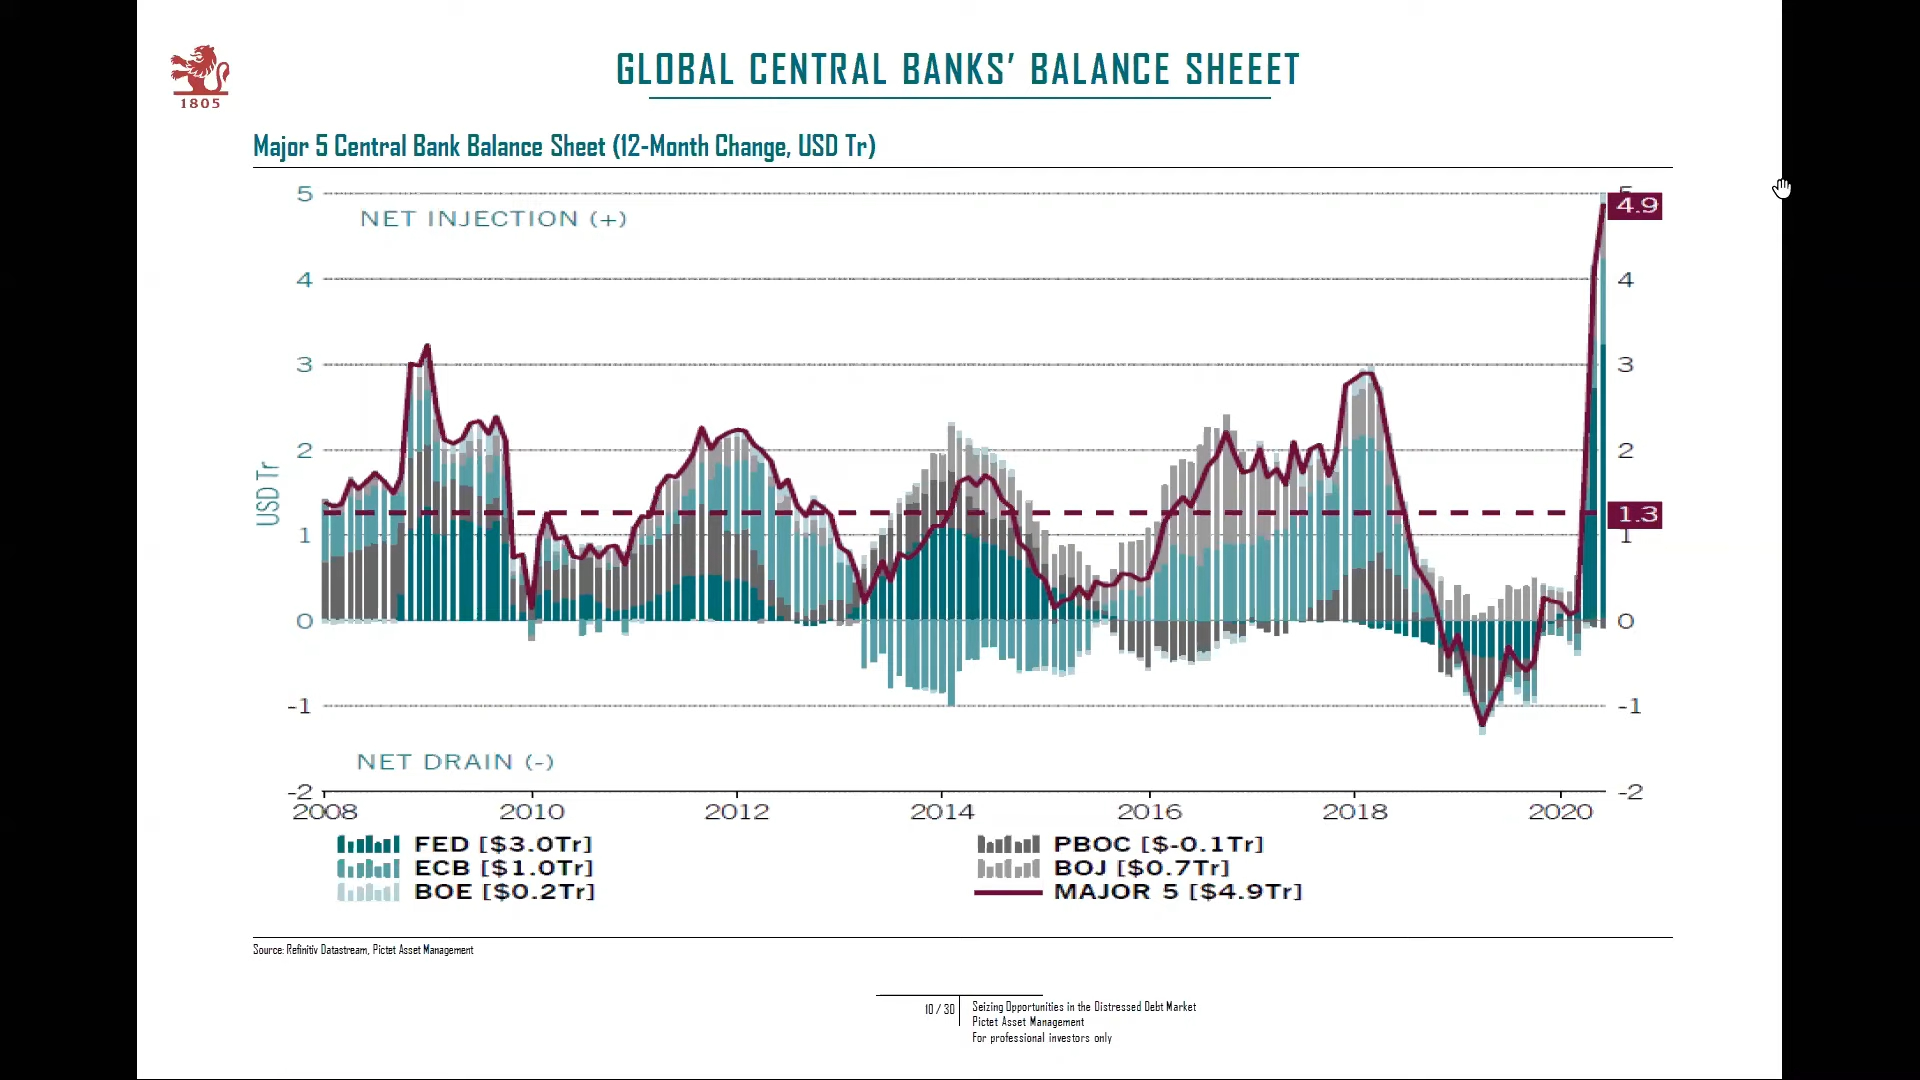 1805
GLOBAL CENTRAL BANKS' BALANCE SHEEET
Major 5 Central Bank Balance Sheet (12-Month Change, USD Tr)
NET INJECTION (+)
USD Tr
5
4
3
2
1
0
-1
-2
5
4.9
4
3
2
1.3
1
0
-1
-2
NET DRAIN (-)
2008 2010 2012 2014 2016 2018 2020
FED [$3.0Tr]
ECB [$1.0Tr]
BOE [$0.2Tr]
PBOC [$-0.1Tr]
BOJ [$0.7Tr]
MAJOR 5 [$4.9Tr]
Source: Refinitiv Datastream, Pictet Asset Management
10 / 30
Seizing Opportunities in the Distressed Debt Market
Pictet Asset Management
For professional investors only